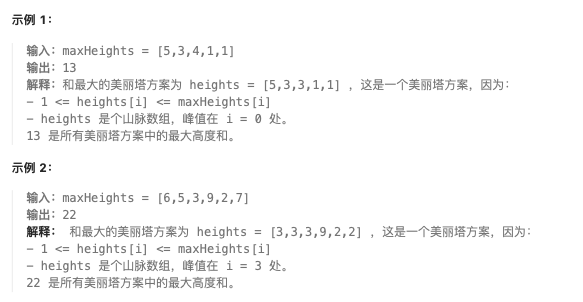 示例 1：
输入：maxHeights = [5,3,4,1,1]
输出：13
解释：和最大的美丽塔方案为 heights = [5,3,3,1,1] ，这是一个美丽塔方案，因为：
- 1 <= heights[i] <= maxHeights[i]
- heights 是个山脉数组，峰值在 i = 0 处。
13 是所有美丽塔方案中的最大高度和。
示例 2：
输入：maxHeights = [6,5,3,9,2,7]
输出：22
解释： 和最大的美丽塔方案为 heights = [3,3,3,9,2,2] ，这是一个美丽塔方案，因为：
- 1 <= heights[i] <= maxHeights[i]
- heights 是个山脉数组，峰值在 i = 3 处。
22 是所有美丽塔方案中的最大高度和。